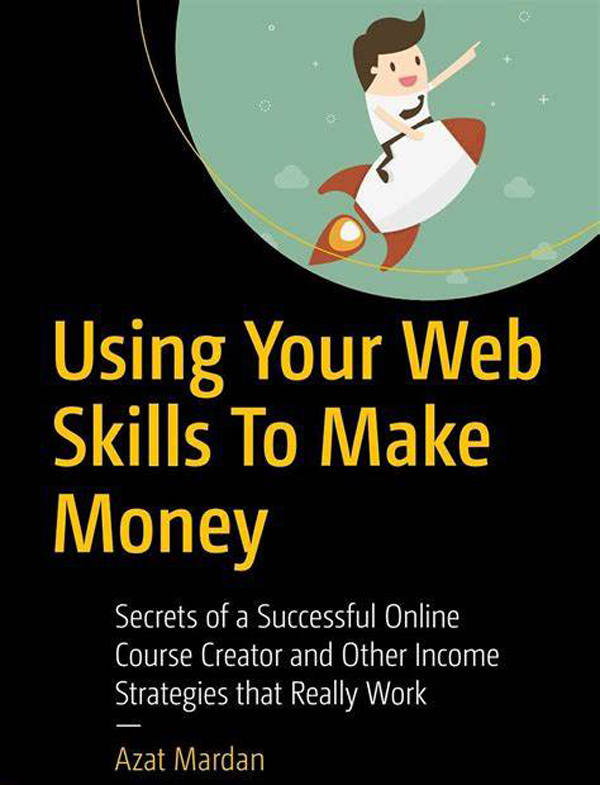 Using Your Web
Skills To Make
Money
Secrets of a Successful Online
Course Creator and Other Income
Strategies that Really Work
—
Azat Mardan